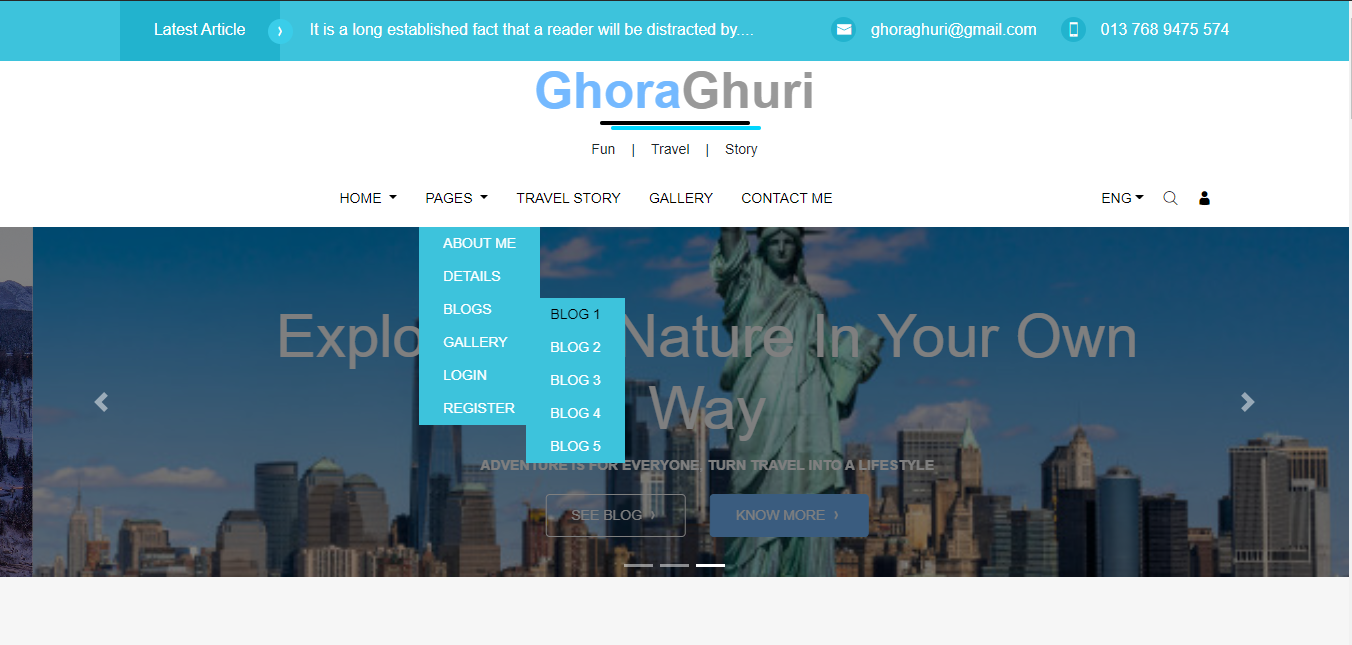 Latest Article › It is a long established fact that a reader will be distracted by.... ghoraghuri@gmail.com 013 768 9475 574
GhoraGhuri
Fun | Travel | Story
HOME PAGES TRAVEL STORY GALLERY CONTACT ME ENG
ABOUT ME
DETAILS
BLOGS
GALLERY
LOGIN
REGISTER
BLOG 1
BLOG 2
BLOG 3
BLOG 4
BLOG 5
Nature In Your Own
Way
ADVENTURE IS FOR EVERYONE, TURN TRAVEL INTO A LIFESTYLE
SEE BLOG › KNOW MORE ›